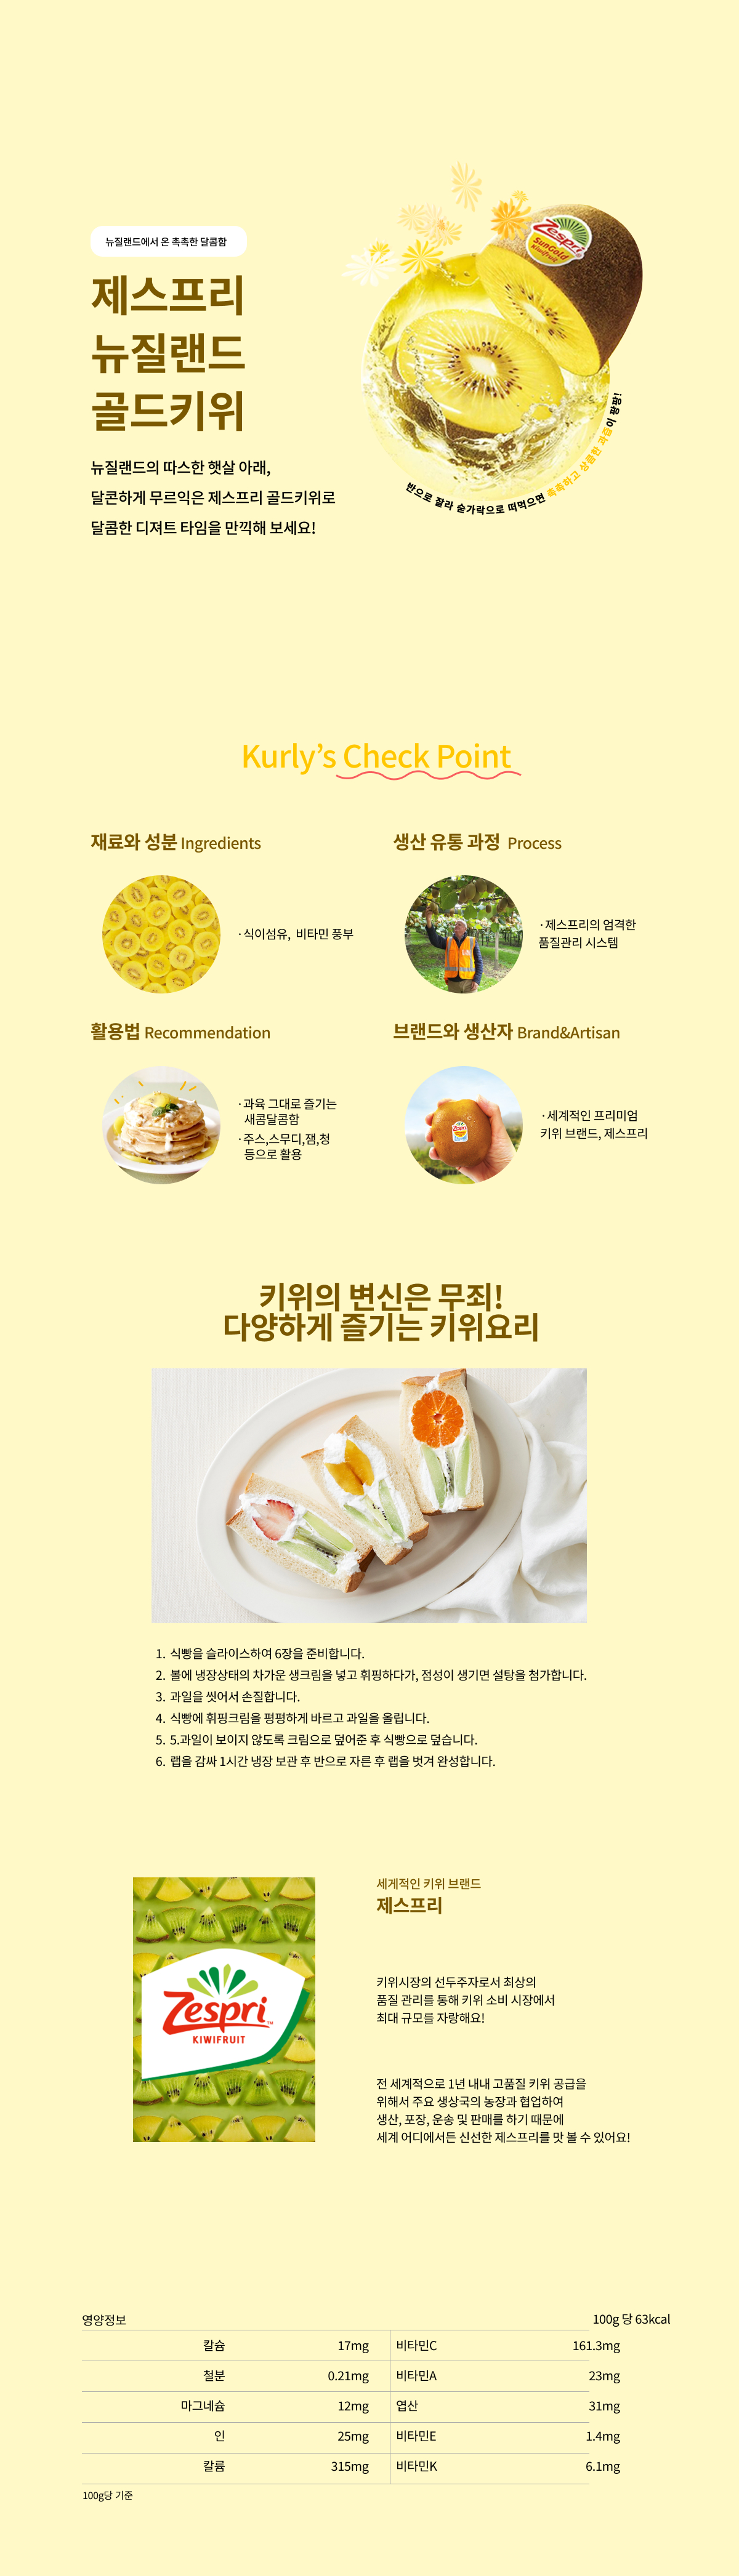 뉴질랜드에서 온 촉촉한 달콤함
제스프리
뉴질랜드
골드키위
뉴질랜드의 따스한 햇살 아래,
달콘하게 무르익은 제스프리 골드키위로
달콤한 디져트 타임을 만끽해 보세요!
Zespri
SunGold
Kiwifruit
반으로 잘라 숟가락으로 떠먹으면 촉촉하고 상큼한 과즙이 팡팡!
Kurly’s Check Point
재료와 성분 Ingredients
·식이섬유, 비타민 풍부
생산 유통 과정 Process
·제스프리의 엄격한
품질관리 시스템
활용법 Recommendation
·과육 그대로 즐기는
새콤달콤함
·주스,스무디,잼,청
등으로 활용
브랜드와 생산자 Brand&Artisan
Zespri
·세계적인 프리미엄
키위 브랜드, 제스프리
키위의 변신은 무죄!
다양하게 즐기는 키위요리
1. 식빵을 슬라이스하여 6장을 준비합니다.
2. 볼에 냉장상태의 차가운 생크림을 넣고 휘핑하다가, 점성이 생기면 설탕을 첨가합니다.
3. 과일을 씻어서 손질합니다.
4. 식빵에 휘핑크림을 평평하게 바르고 과일을 올립니다.
5. 5.과일이 보이지 않도록 크림으로 덮어준 후 식빵으로 덮습니다.
6. 랩을 감싸 1시간 냉장 보관 후 반으로 자른 후 랩을 벗겨 완성합니다.
Zespri™
KIWIFRUIT
세게적인 키위 브랜드
제스프리
키위시장의 선두주자로서 최상의
품질 관리를 통해 키위 소비 시장에서
최대 규모를 자랑해요!
전 세계적으로 1년 내내 고품질 키위 공급을
위해서 주요 생상국의 농장과 협업하여
생산, 포장, 운송 및 판매를 하기 때문에
세계 어디에서든 신선한 제스프리를 맛 볼 수 있어요!
영양정보 100g 당 63kcal
칼슘 17mg 비타민C 161.3mg
철분 0.21mg 비타민A 23mg
마그네슘 12mg 엽산 31mg
인 25mg 비타민E 1.4mg
칼륨 315mg 비타민K 6.1mg
100g당 기준